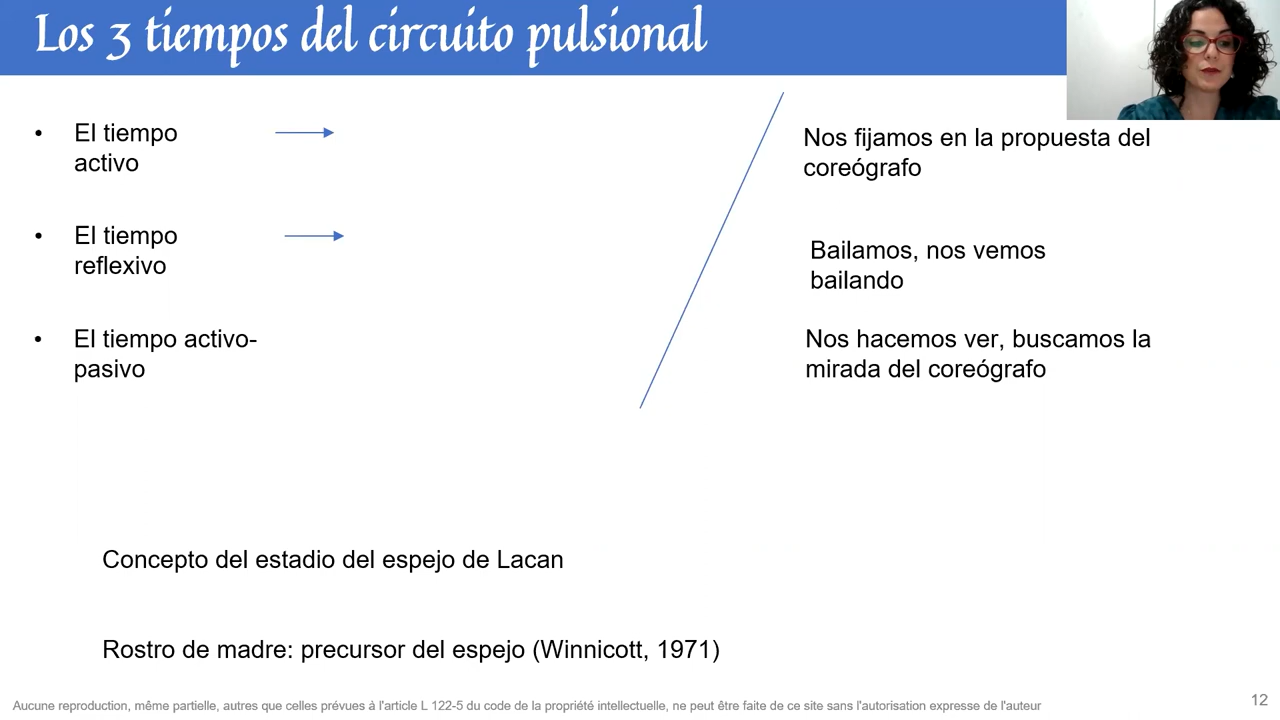 Los 3 tiempos del circuito pulsional
• El tiempo
activo
Nos fijamos en la propuesta del
coreógrafo
• El tiempo
reflexivo
Bailamos, nos vemos
bailando
• El tiempo activo-
pasivo
Nos hacemos ver, buscamos la
mirada del coreógrafo
Concepto del estadio del espejo de Lacan
Rostro de madre: precursor del espejo (Winnicott, 1971)
Aucune reproduction, même partielle, autres que celles prévues à l'article L 122-5 du code de la propriété intellectuelle, ne peut être faite de ce site sans l'autorisation expresse de l'auteur
12